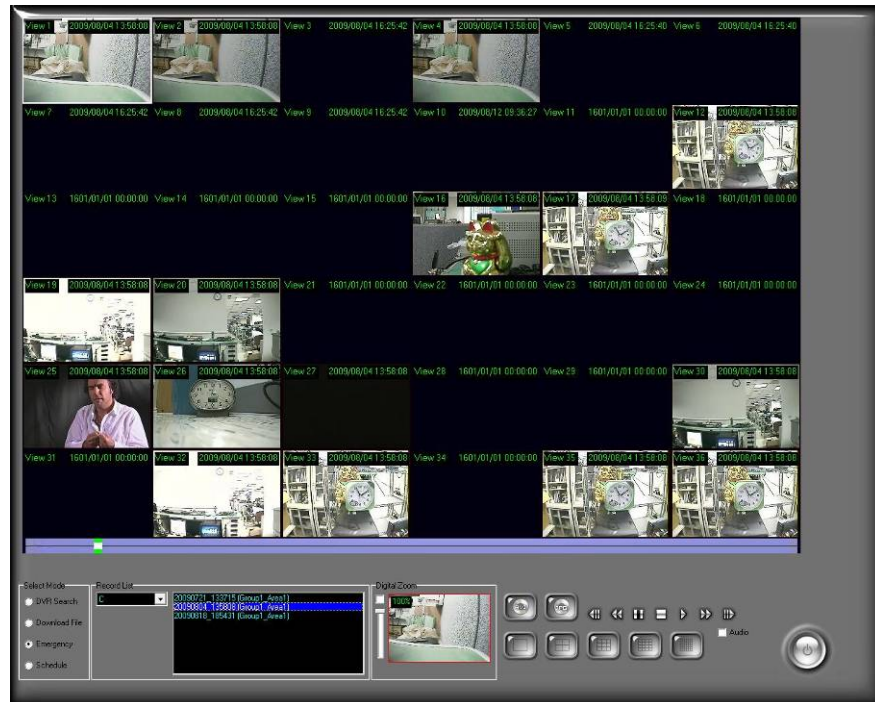 View 1 2009/08/04 13:58:08 View 2 2009/08/04 13:58:08 View 3 2009/08/04 16:25:42 View 4 2009/08/04 13:58:08 View 5 2009/08/04 16:25:40 View 6 2009/08/04 16:25:40
View 7 2009/08/04 16:25:42 View 8 2009/08/04 16:25:42 View 9 2009/08/04 16:25:42 View 10 2009/08/12 09:36:27 View 11 1601/01/01 00:00:00 View 12 2009/08/04 13:58:08
View 13 1601/01/01 00:00:00 View 14 1601/01/01 00:00:00 View 15 1601/01/01 00:00:00 View 16 2009/08/04 13:58:08 View 17 2009/08/04 13:58:09 View 18 1601/01/01 00:00:00
View 19 2009/08/04 13:58:08 View 20 2009/08/04 13:58:08 View 21 1601/01/01 00:00:00 View 22 1601/01/01 00:00:00 View 23 1601/01/01 00:00:00 View 24 1601/01/01 00:00:00
View 25 2009/08/04 13:58:08 View 26 2009/08/04 13:58:08 View 27 2009/08/04 13:58:08 View 28 1601/01/01 00:00:00 View 29 1601/01/01 00:00:00 View 30 2009/08/04 13:58:08
View 31 1601/01/01 00:00:00 View 32 2009/08/04 13:58:08 View 33 2009/08/04 13:58:08 View 34 1601/01/01 00:00:00 View 35 2009/08/04 13:58:08 View 36 2009/08/04 13:58:08
Select Mode
DVR Search
Download File
Emergency
Schedule
Record List
C
20090721_133715 (Group1_Area1)
20090804_135808 (Group1_Area1)
20090818_185431 (Group1_Area1)
Digital Zoom
100%
Audio